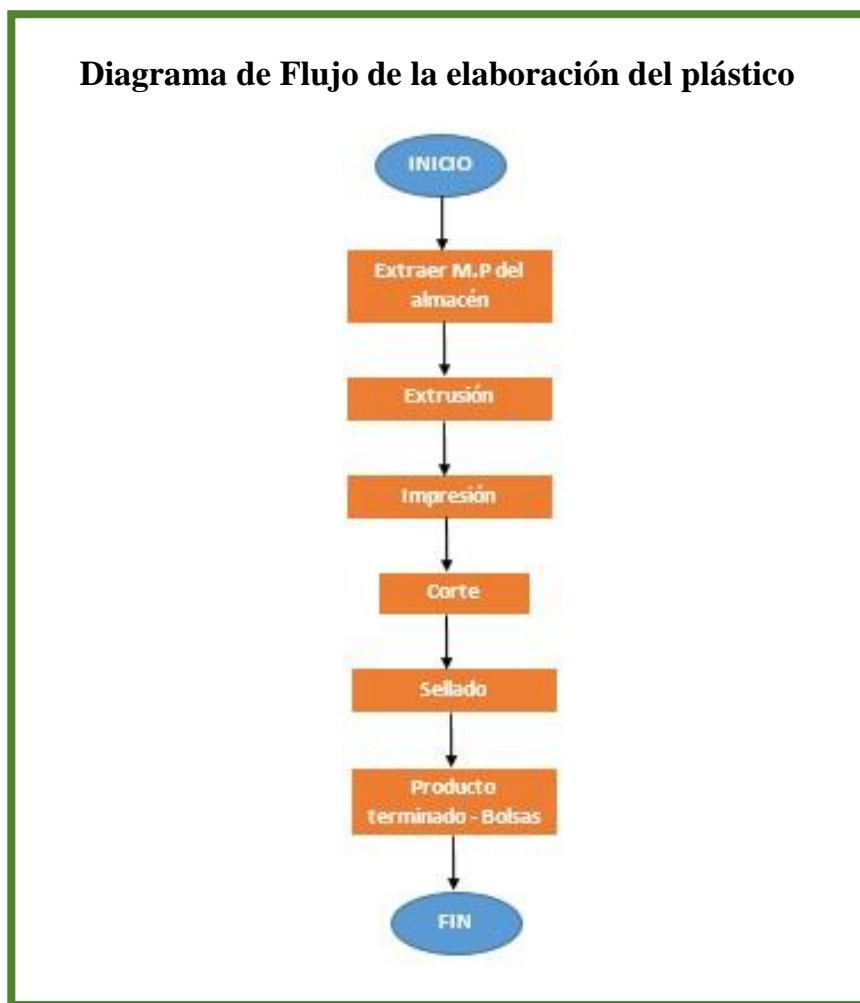 Diagrama de Flujo de la elaboración del plástico
INICIO
Extraer M.P del
almacén
Extrusión
Impresión
Corte
Sellado
Producto
terminado - Bolsas
FIN